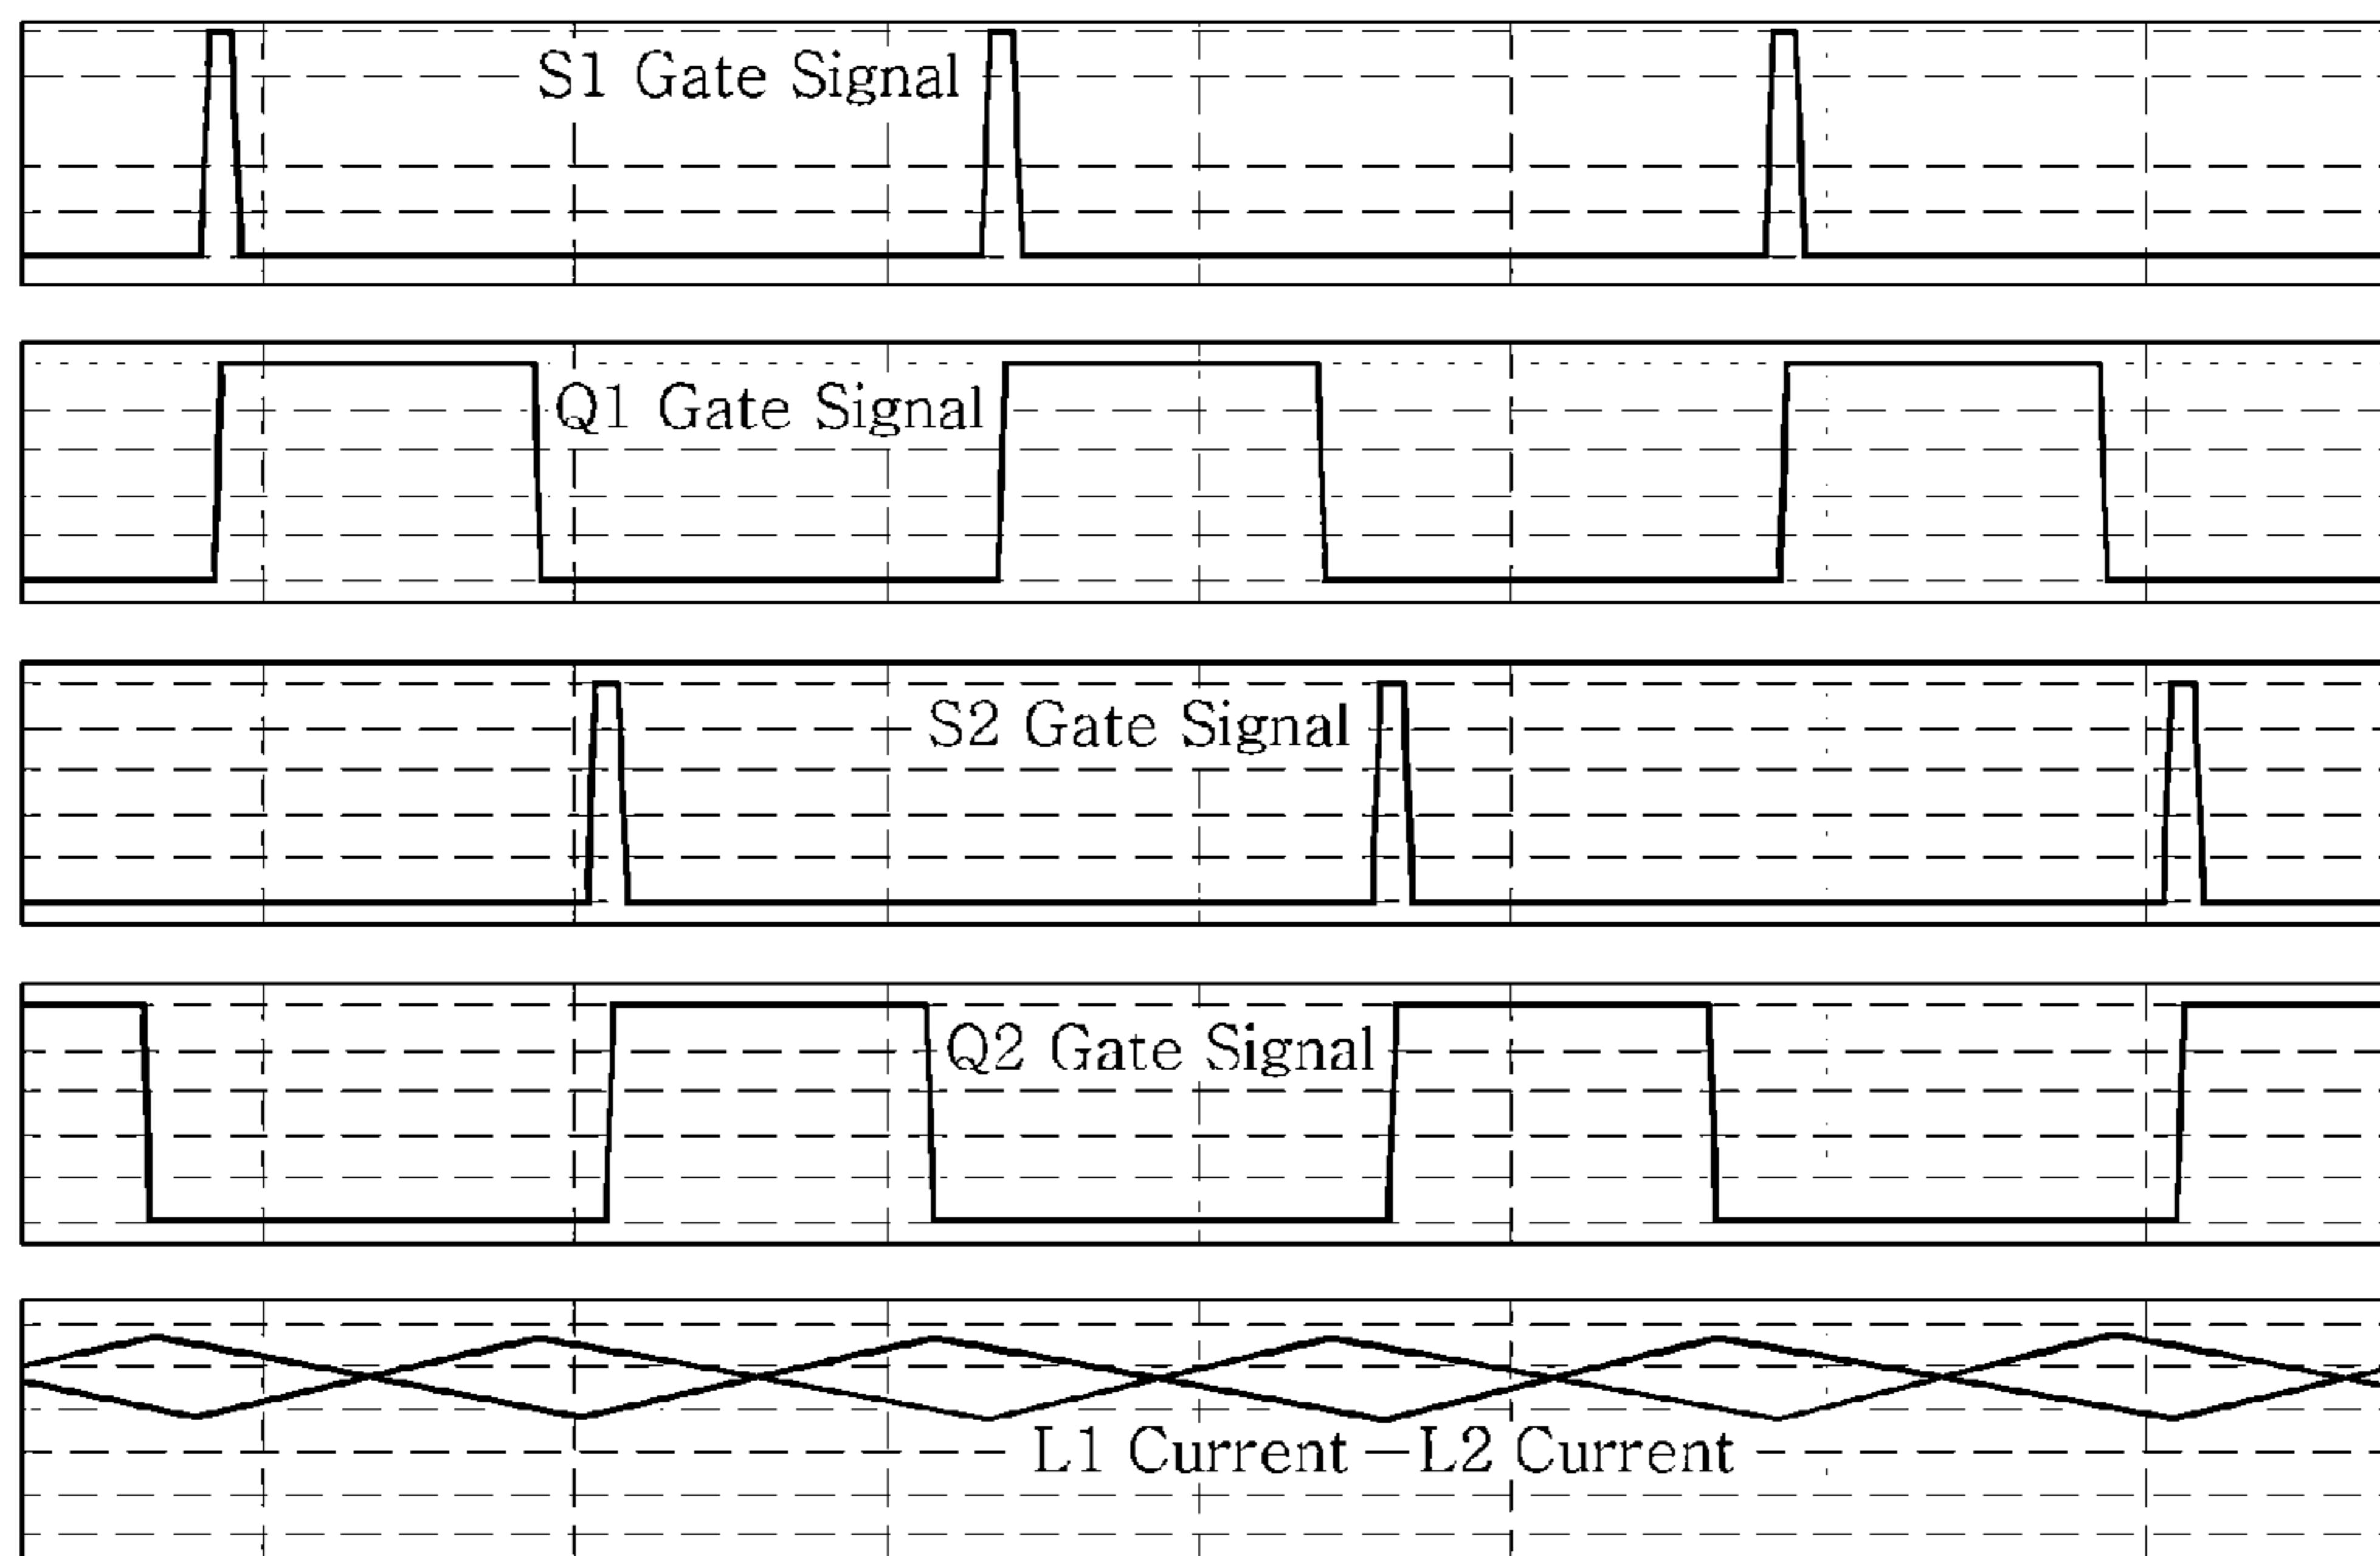 S1 Gate Signal
Q1 Gate Signal
S2 Gate Signal
Q2 Gate Signal
L1 Current
L2 Current